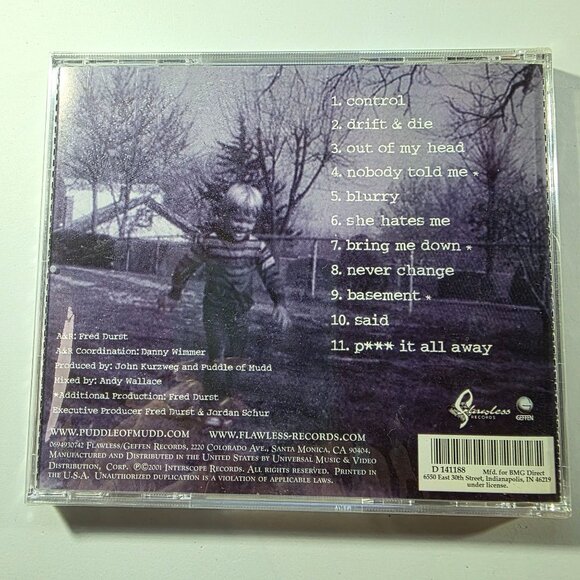 1. control
2. drift & die
3. out of my head
4. nobody told me *
5. blurry
6. she hates me
7. bring me down *
8. never change
9. basement *
10. said
11. p*** it all away
A&R: Fred Durst
A&R Coordination: Danny Wimmer
Produced by: John Kurzweg and Puddle of Mudd
Mixed by: Andy Wallace
*Additional Production: Fred Durst
Executive Producer Fred Durst & Jordan Schur
www.puddleofmudd.com www.flawless-records.com
0694930742 Flawless/Geffen Records, 2220 Colorado Ave., Santa Monica, CA 90404.
Manufactured and Distributed in the United States by Universal Music & Video
Distribution, Corp. ℗©2001 Interscope Records. All rights reserved. Printed in
the U.S.A. Unauthorized duplication is a violation of applicable laws.
Flawless
RECORDS
GEFFEN
D 141188
Mfd. for BMG Direct
6550 East 30th Street, Indianapolis, IN 46219
under license.